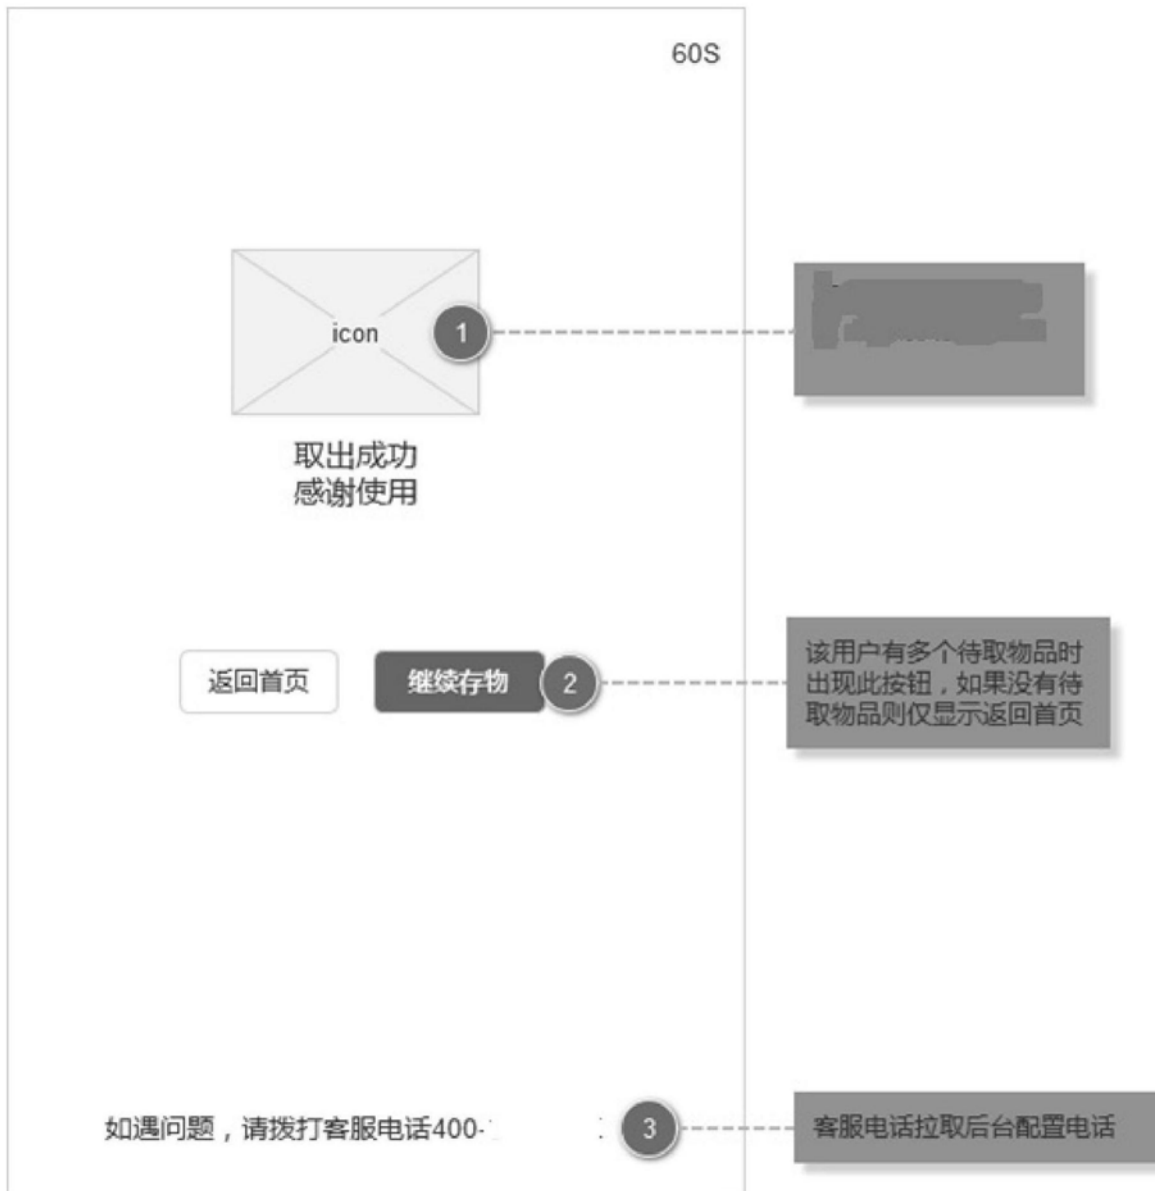 60S
icon
1
取出成功
感谢使用
返回首页
继续存物
2
该用户有多个待取物品时
出现此按钮，如果没有待
取物品则仅显示返回首页
如遇问题，请拨打客服电话400-
3
客服电话拉取后台配置电话